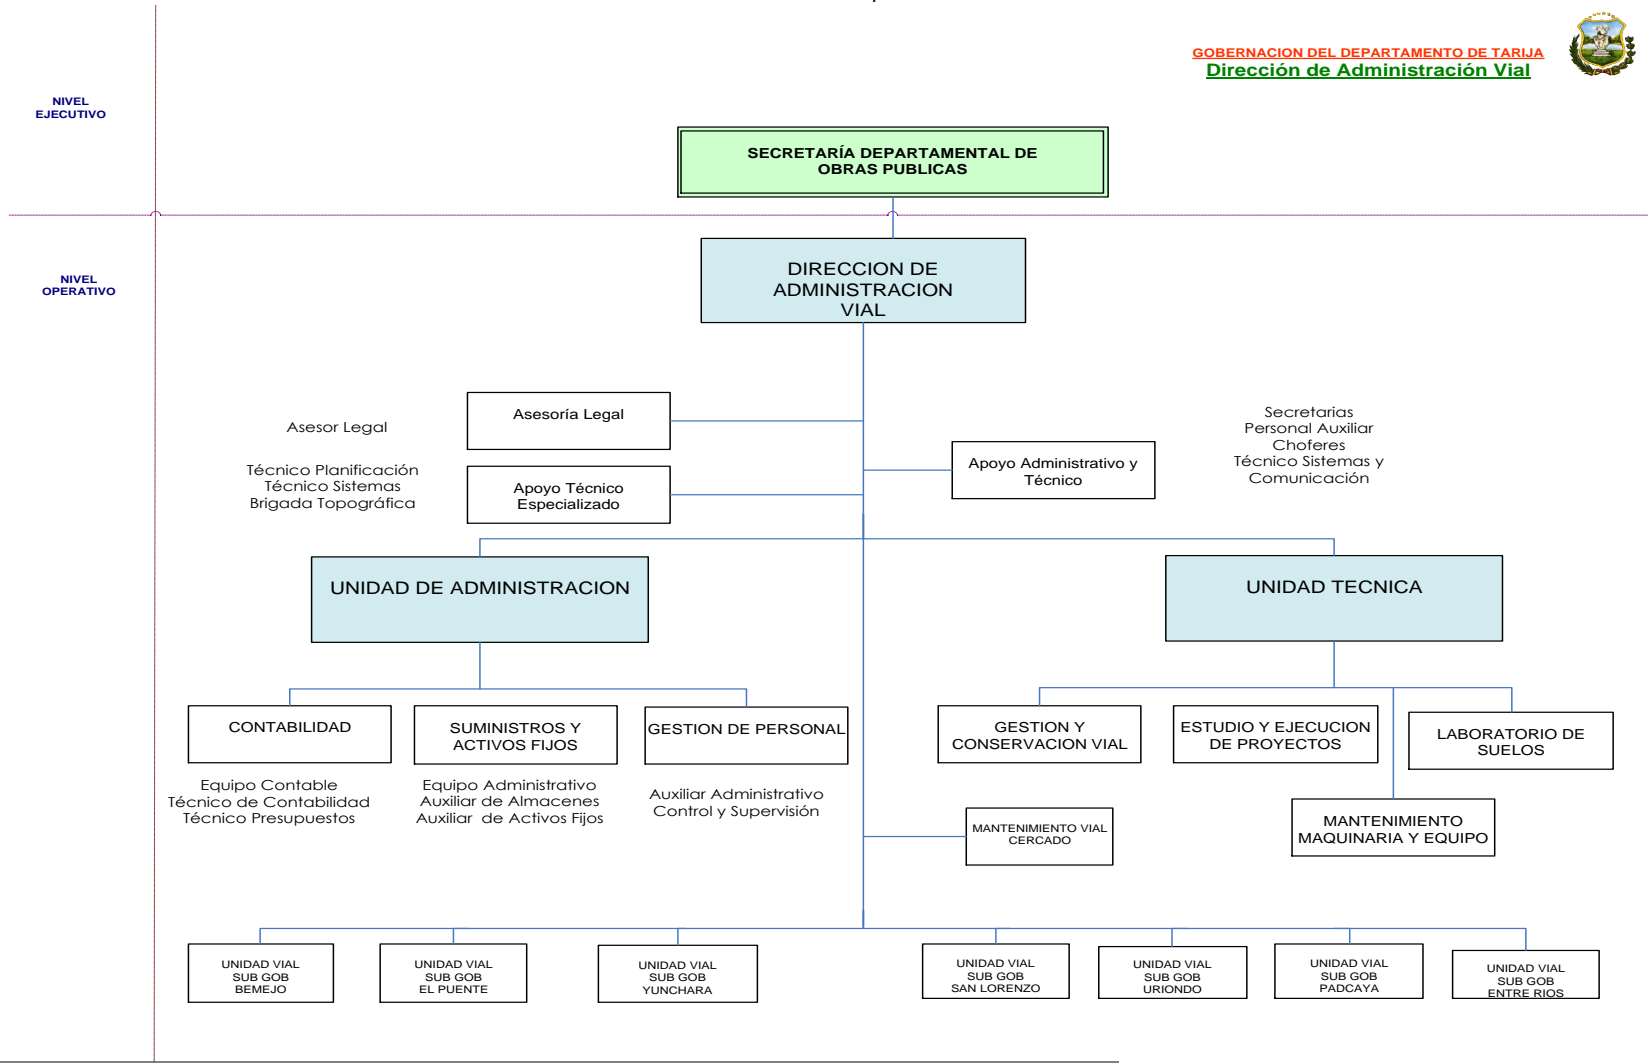 GOBERNACION DEL DEPARTAMENTO DE TARIJA
Dirección de Administración Vial
NIVEL
EJECUTIVO
SECRETARÍA DEPARTAMENTAL DE
OBRAS PUBLICAS
NIVEL
OPERATIVO
DIRECCION DE
ADMINISTRACION
VIAL
Asesor Legal
Asesoría Legal
Técnico Planificación
Técnico Sistemas
Brigada Topográfica
Apoyo Técnico
Especializado
Apoyo Administrativo y
Técnico
Secretarias
Personal Auxiliar
Choferes
Técnico Sistemas y
Comunicación
UNIDAD DE ADMINISTRACION
UNIDAD TECNICA
CONTABILIDAD
SUMINISTROS Y
ACTIVOS FIJOS
GESTION DE PERSONAL
GESTION Y
CONSERVACION VIAL
ESTUDIO Y EJECUCION
DE PROYECTOS
LABORATORIO DE
SUELOS
Equipo Contable
Técnico de Contabilidad
Técnico Presupuestos
Equipo Administrativo
Auxiliar de Almacenes
Auxiliar  de Activos Fijos
Auxiliar Administrativo
Control y Supervisión
MANTENIMIENTO VIAL
CERCADO
MANTENIMIENTO
MAQUINARIA Y EQUIPO
UNIDAD VIAL
SUB GOB
BEMEJO
UNIDAD VIAL
SUB GOB
EL PUENTE
UNIDAD VIAL
SUB GOB
YUNCHARA
UNIDAD VIAL
SUB GOB
SAN LORENZO
UNIDAD VIAL
SUB GOB
URIONDO
UNIDAD VIAL
SUB GOB
PADCAYA
UNIDAD VIAL
SUB GOB
ENTRE RIOS